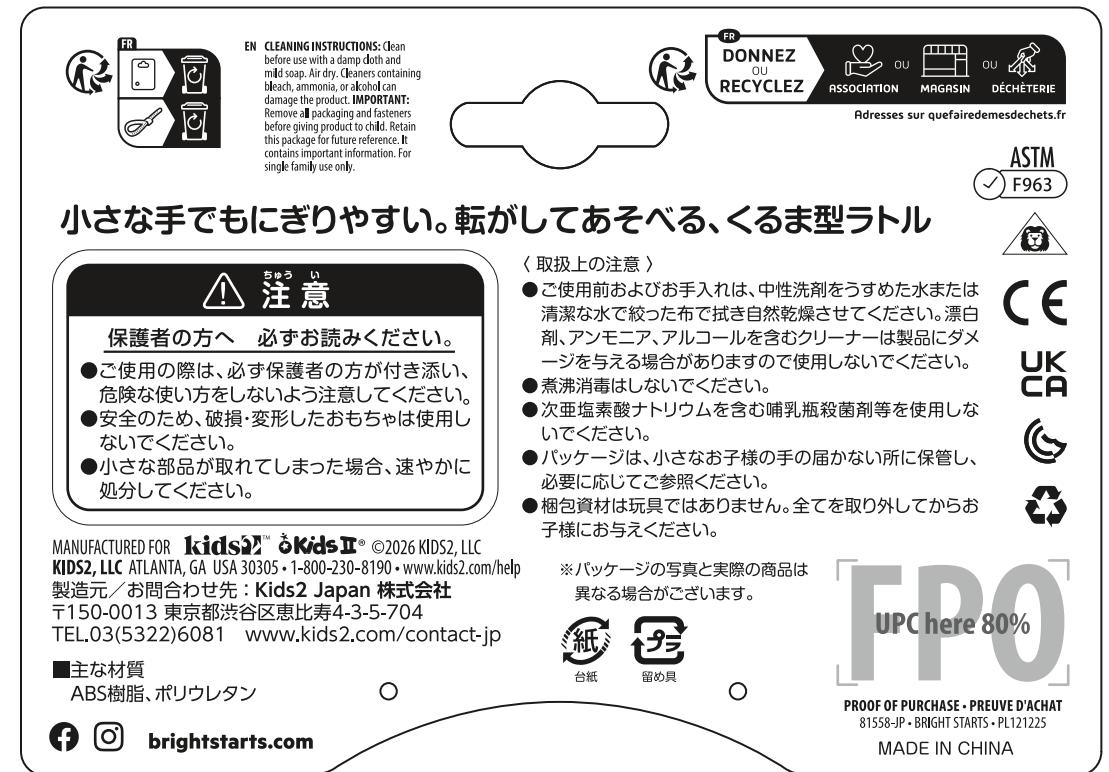 FR
EN CLEANING INSTRUCTIONS: Clean
before use with a damp cloth and
mild soap. Air dry. Cleaners containing
bleach, ammonia, or alcohol can
damage the product. IMPORTANT:
Remove all packaging and fasteners
before giving product to child. Retain
this package for future reference. It
contains important information. For
single family use only.
FR
DONNEZ
OU
RECYCLEZ
ASSOCIATION
OU
MAGASIN
OU
DÉCHÈTERIE
Adresses sur quefairedemesdechets.fr
ASTM
F963
小さな手でもにぎりやすい。転がしてあそべる、くるま型ラトル
ちゅう い
注意
保護者の方へ 必ずお読みください。
●ご使用の際は、必ず保護者の方が付き添い、
危険な使い方をしないよう注意してください。
●安全のため、破損・変形したおもちゃは使用し
ないでください。
●小さな部品が取れてしまった場合、速やかに
処分してください。
〈 取扱上の注意 〉
●ご使用前およびお手入れは、中性洗剤をうすめた水または
清潔な水で絞った布で拭き自然乾燥させてください。漂白
剤、アンモニア、アルコールを含むクリーナーは製品にダメ
ージを与える場合がありますので使用しないでください。
●煮沸消毒はしないでください。
●次亜塩素酸ナトリウムを含む哺乳瓶殺菌剤等を使用しな
いでください。
●パッケージは、小さなお子様の手の届かない所に保管し、
必要に応じてご参照ください。
●梱包資材は玩具ではありません。全てを取り外してからお
子様にお与えください。
CE
UK
CA
MANUFACTURED FOR kids2™ Kids II® ©2026 KIDS2, LLC
KIDS2, LLC ATLANTA, GA USA 30305 • 1-800-230-8190 • www.kids2.com/help
製造元／お問合わせ先：Kids2 Japan 株式会社
〒150-0013 東京都渋谷区恵比寿4-3-5-704
TEL.03(5322)6081 www.kids2.com/contact-jp
■主な材質
ABS樹脂、ポリウレタン
brightstarts.com
※パッケージの写真と実際の商品は
異なる場合がございます。
紙
台紙
プラ
留め具
FPO
UPC here 80%
PROOF OF PURCHASE • PREUVE D'ACHAT
81558-JP • BRIGHT STARTS • PL121225
MADE IN CHINA